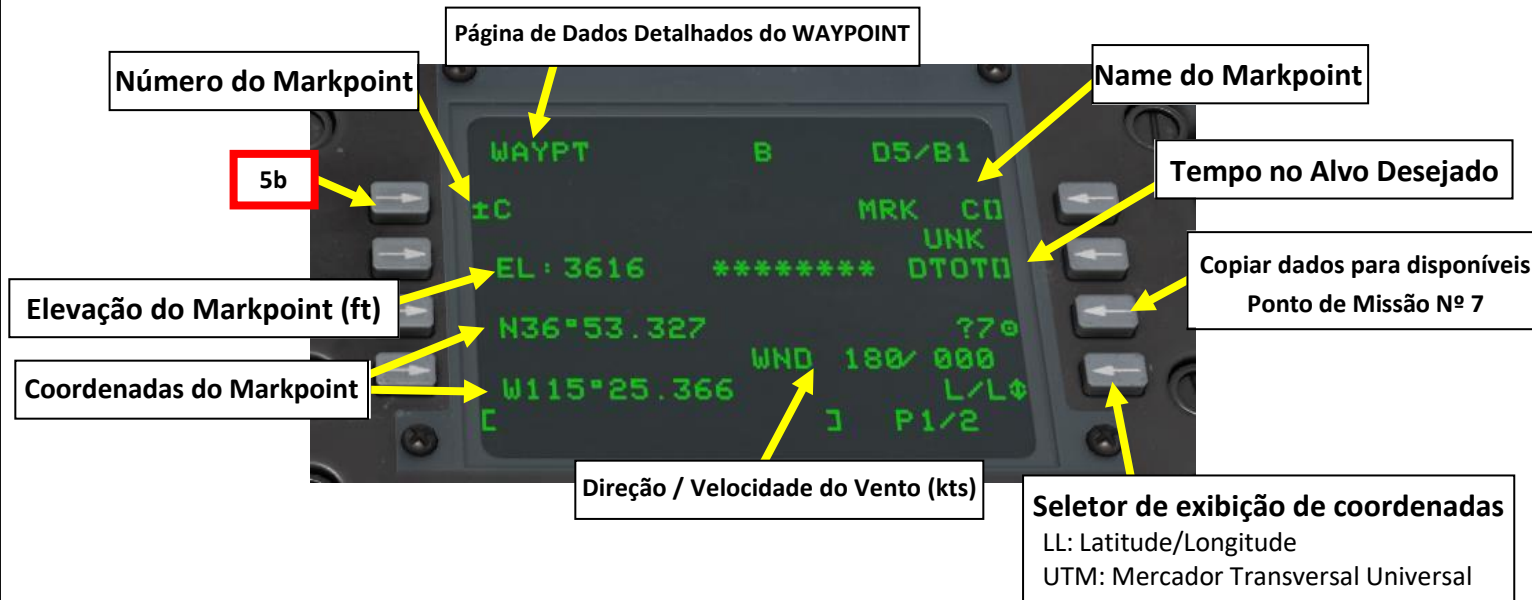 Página de Dados Detalhados do WAYPOINT
Número do Markpoint
Name do Markpoint
5b
WAYPT B D5/B1
Tempo no Alvo Desejado
±C MRK C[]
UNK
EL:3616 ******** DTOT[]
Copiar dados para disponíveis
Ponto de Missão Nº 7
Elevação do Markpoint (ft)
N36°53.327 ?7
WND 180/ 000
Coordenadas do Markpoint
W115°25.366 L/L
[ ] P1/2
Direção / Velocidade do Vento (kts)
Seletor de exibição de coordenadas
LL: Latitude/Longitude
UTM: Mercador Transversal Universal